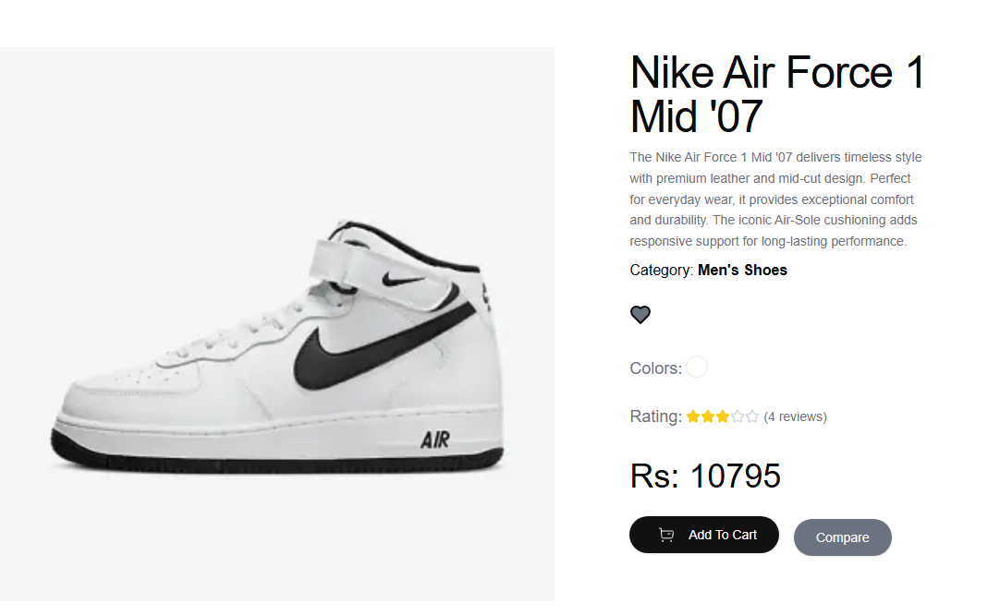 Nike Air Force 1
Mid '07
The Nike Air Force 1 Mid '07 delivers timeless style
with premium leather and mid-cut design. Perfect
for everyday wear, it provides exceptional comfort
and durability. The iconic Air-Sole cushioning adds
responsive support for long-lasting performance.
Category: Men's Shoes
Colors:
Rating: (4 reviews)
AIR
Rs: 10795
Add To Cart
Compare